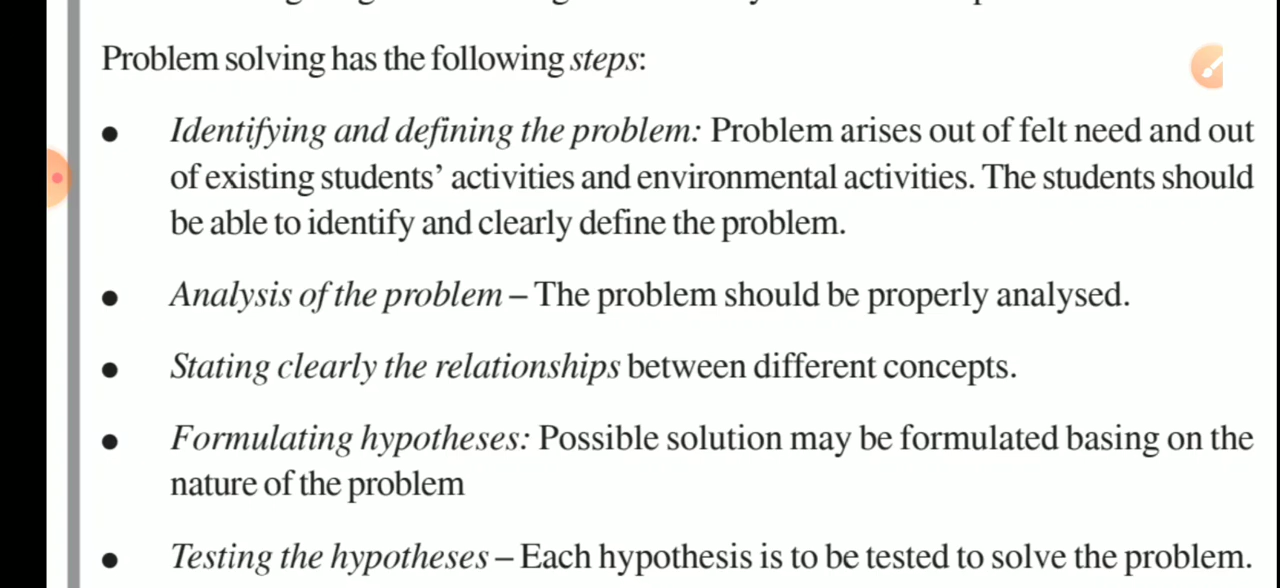 Problem solving has the following steps:
● Identifying and defining the problem: Problem arises out of felt need and out
of existing students’ activities and environmental activities. The students should
be able to identify and clearly define the problem.
● Analysis of the problem – The problem should be properly analysed.
● Stating clearly the relationships between different concepts.
● Formulating hypotheses: Possible solution may be formulated basing on the
nature of the problem
● Testing the hypotheses – Each hypothesis is to be tested to solve the problem.